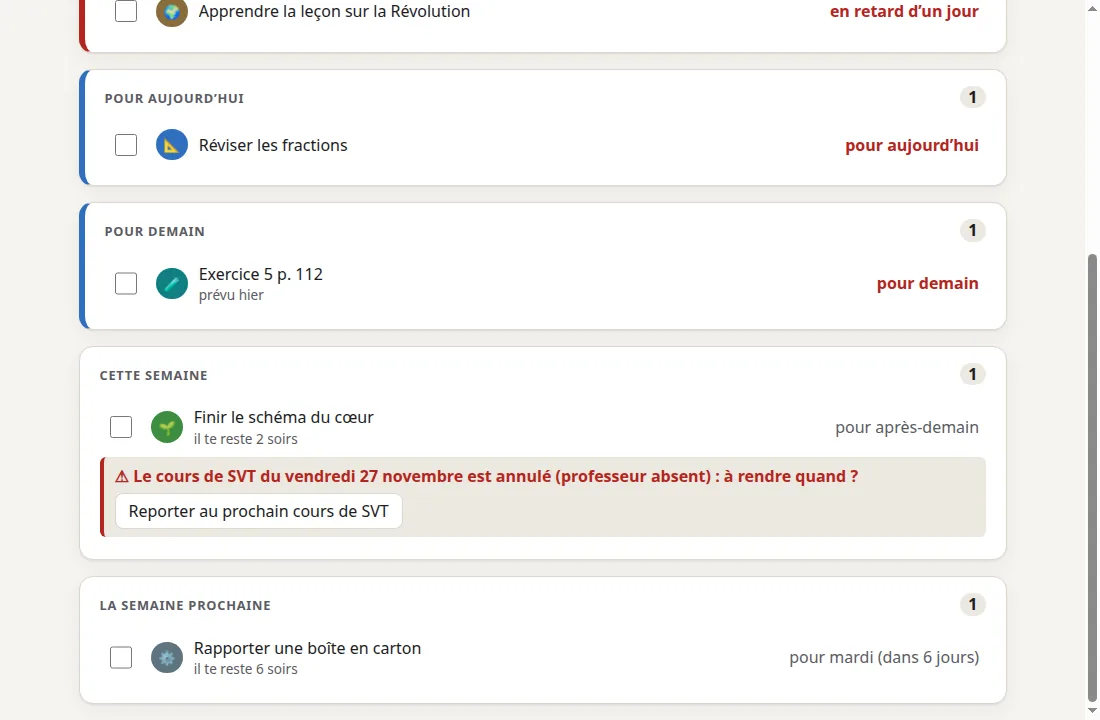 Apprendre la leçon sur la Révolution
en retard d’un jour
POUR AUJOURD’HUI
1
Réviser les fractions
pour aujourd’hui
POUR DEMAIN
1
Exercice 5 p. 112
prévu hier
pour demain
CETTE SEMAINE
1
Finir le schéma du cœur
il te reste 2 soirs
pour après-demain
⚠ Le cours de SVT du vendredi 27 novembre est annulé (professeur absent) : à rendre quand ?
Reporter au prochain cours de SVT
LA SEMAINE PROCHAINE
1
Rapporter une boîte en carton
il te reste 6 soirs
pour mardi (dans 6 jours)